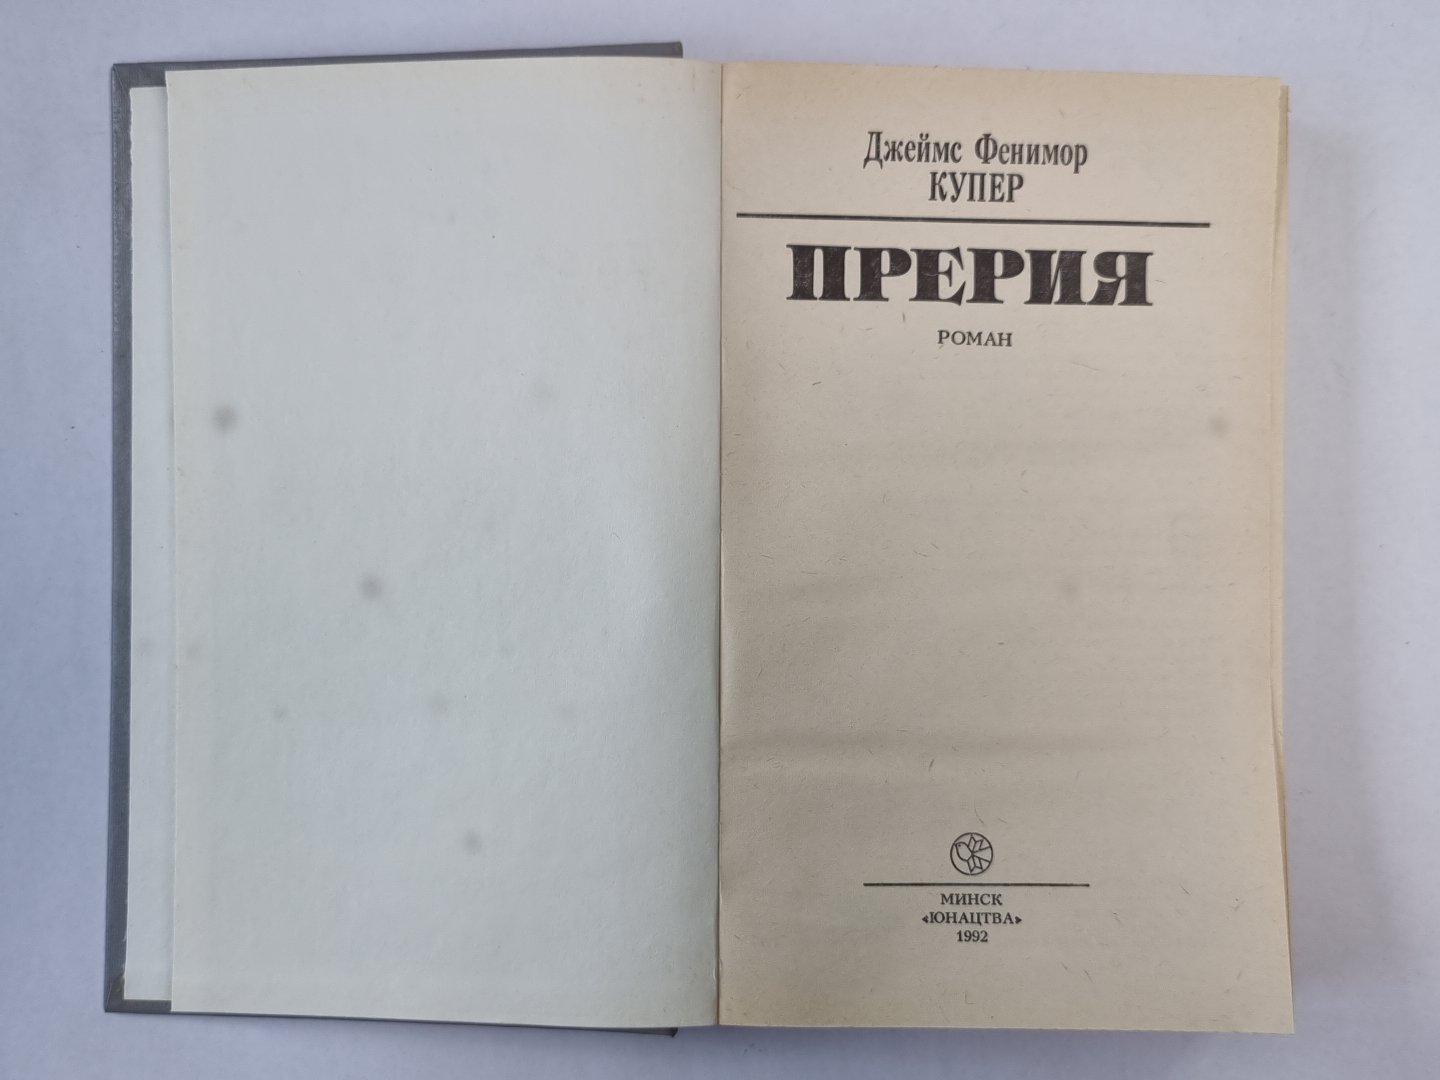 Джеймс Фенимор
КУПЕР
ПРЕРИЯ
РОМАН
МИНСК
«ЮНАЦТВА»
1992